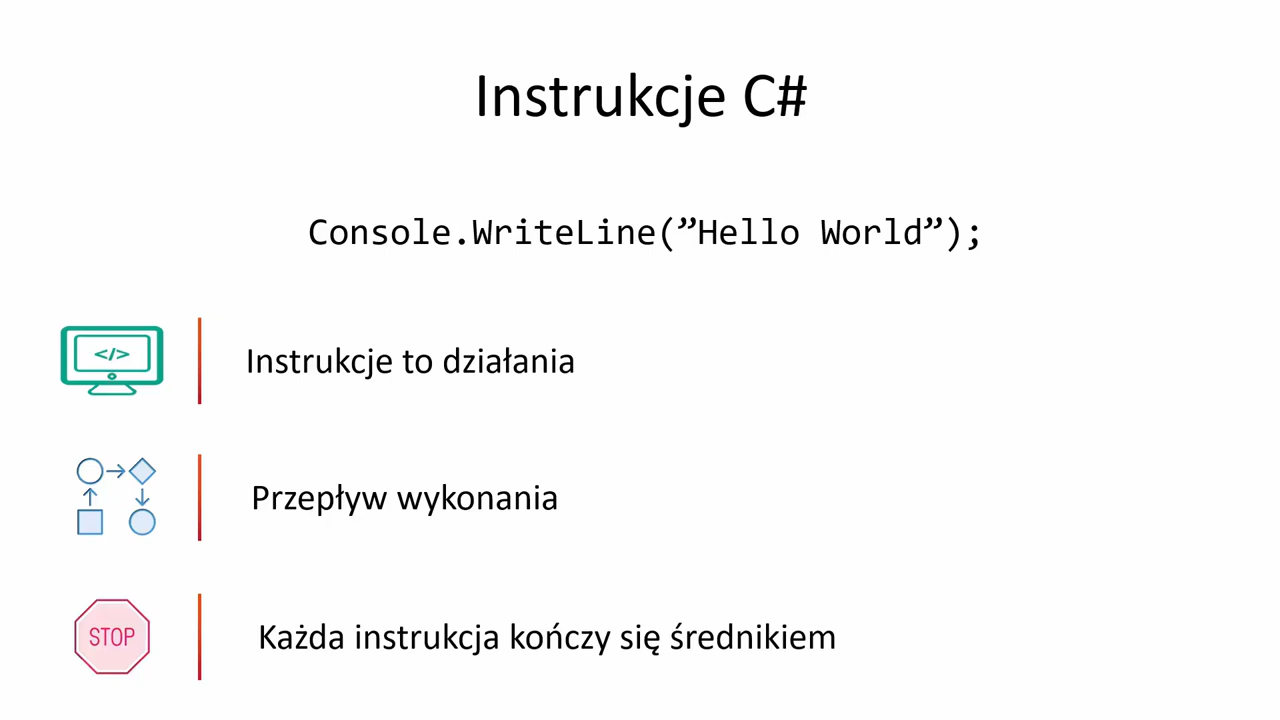 Instrukcje C#
Console.WriteLine(”Hello World”);
</>
Instrukcje to działania
Przepływ wykonania
STOP
Każda instrukcja kończy się średnikiem